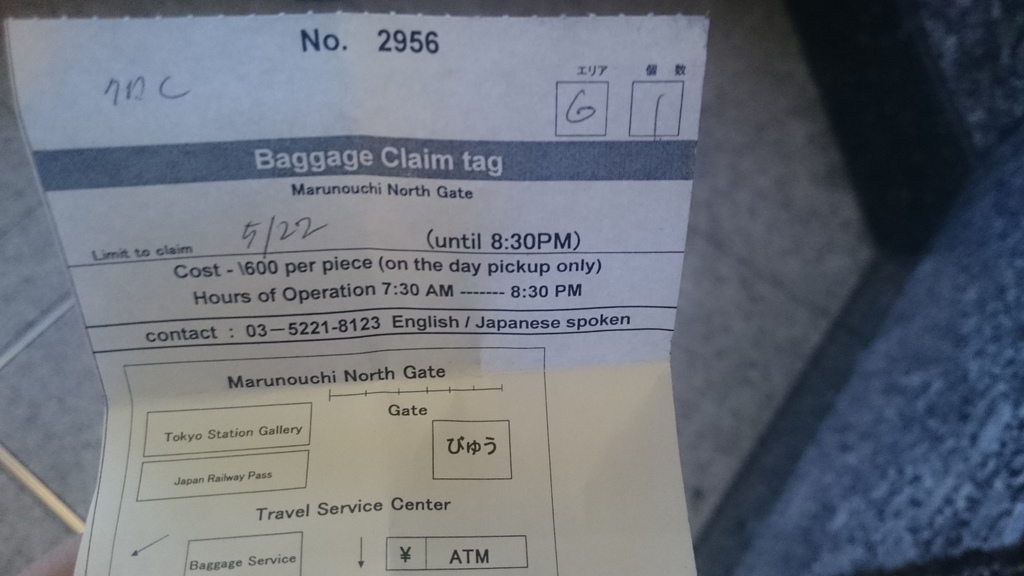 No. 2956
エリア 個数
6 1
Baggage Claim tag
Marunouchi North Gate
Limit to claim 5/22 (until 8:30PM)
Cost - \600 per piece (on the day pickup only)
Hours of Operation 7:30 AM ------- 8:30 PM
contact : 03-5221-8123 English / Japanese spoken
Marunouchi North Gate
Gate
Tokyo Station Gallery
びゅう
Japan Railway Pass
Travel Service Center
Baggage Service
¥ ATM